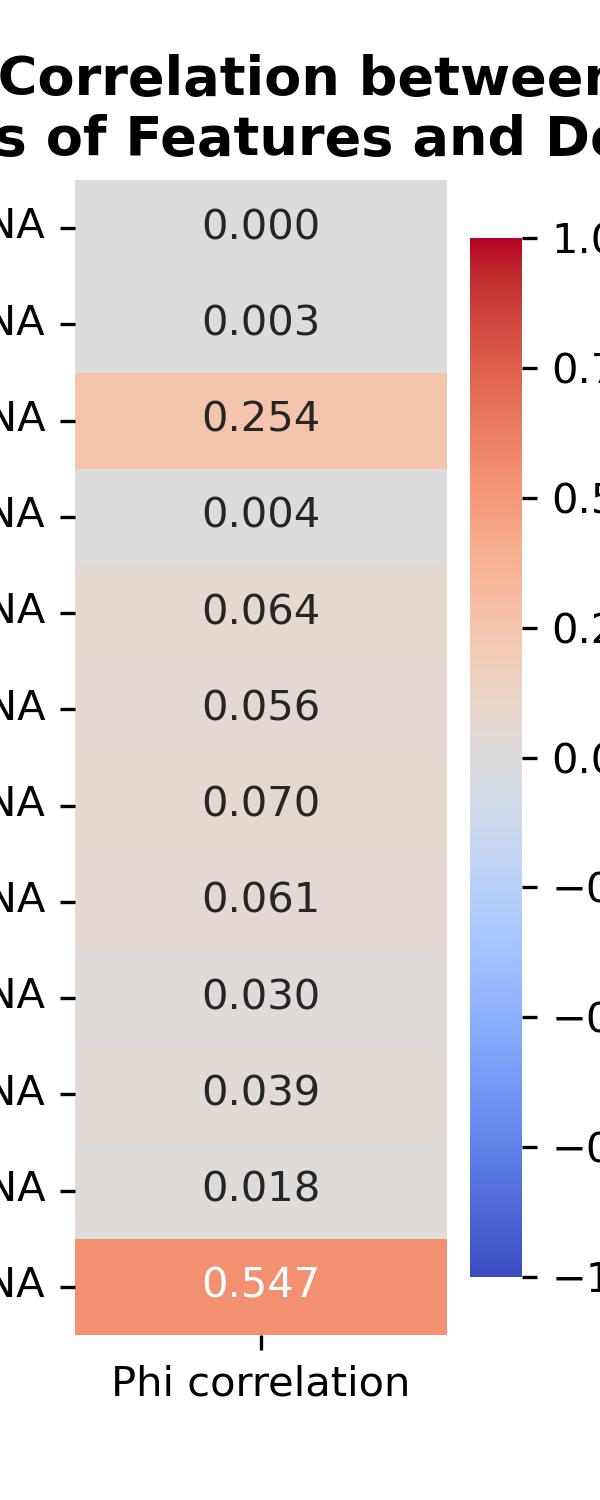 Correlation between
s of Features and De
NA 0.000
NA 0.003
NA 0.254
NA 0.004
NA 0.064
NA 0.056
NA 0.070
NA 0.061
NA 0.030
NA 0.039
NA 0.018
NA 0.547
Phi correlation
1.0
0.7
0.5
0.2
0.0
−0
−0
−0
−1